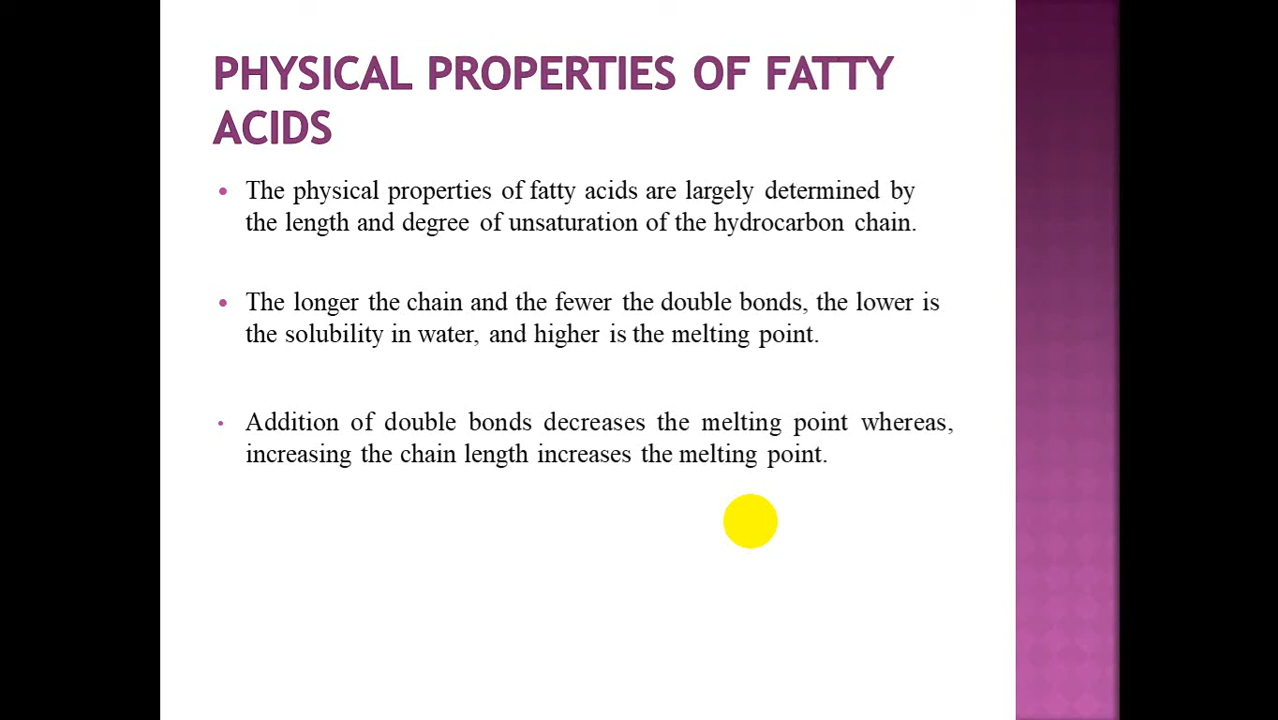 PHYSICAL PROPERTIES OF FATTY
ACIDS
• The physical properties of fatty acids are largely determined by
the length and degree of unsaturation of the hydrocarbon chain.
• The longer the chain and the fewer the double bonds, the lower is
the solubility in water, and higher is the melting point.
• Addition of double bonds decreases the melting point whereas,
increasing the chain length increases the melting point.